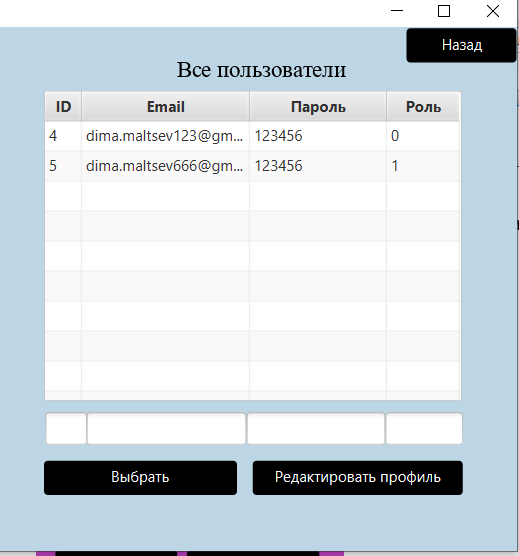 Назад
Все пользователи
ID Email Пароль Роль
4 dima.maltsev123@gm... 123456 0
5 dima.maltsev666@gm... 123456 1
Выбрать Редактировать профиль